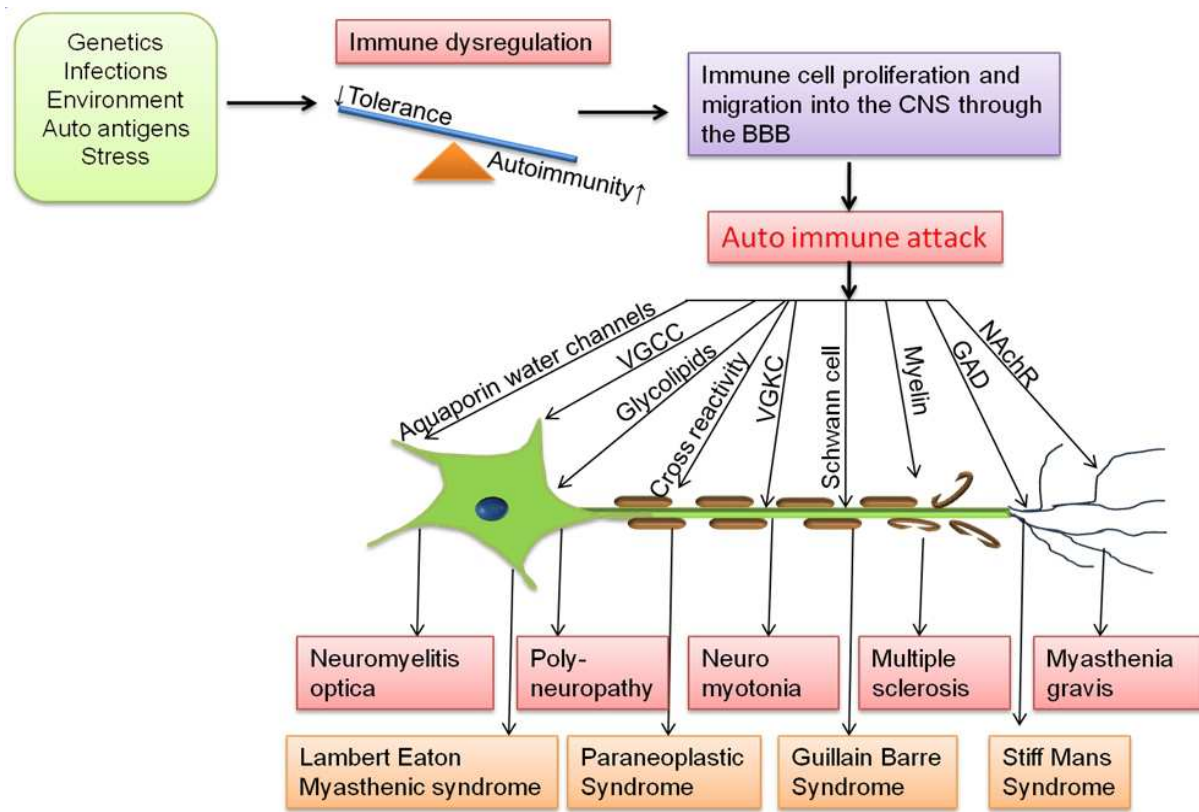 Genetics
Infections
Environment
Auto antigens
Stress
Immune dysregulation
↓Tolerance
Autoimmunity↑
Immune cell proliferation and
migration into the CNS through
the BBB
Auto immune attack
Aquaporin water channels
VGCC
Glycolipids
Cross reactivity
VGKC
Schwann cell
Myelin
GAD
NAchR
Neuromyelitis
optica
Poly-
neuropathy
Neuro
myotonia
Multiple
sclerosis
Myasthenia
gravis
Lambert Eaton
Myasthenic syndrome
Paraneoplastic
Syndrome
Guillain Barre
Syndrome
Stiff Mans
Syndrome